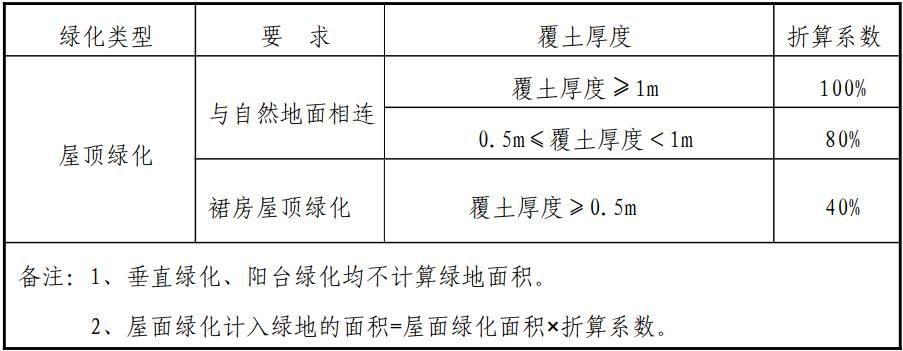 绿化类型 要 求 覆土厚度 折算系数
屋顶绿化 与自然地面相连 覆土厚度≥1m 100%
0.5m≤覆土厚度<1m 80%
裙房屋顶绿化 覆土厚度≥0.5m 40%
备注：1、垂直绿化、阳台绿化均不计算绿地面积。
2、屋面绿化计入绿地的面积=屋面绿化面积×折算系数。